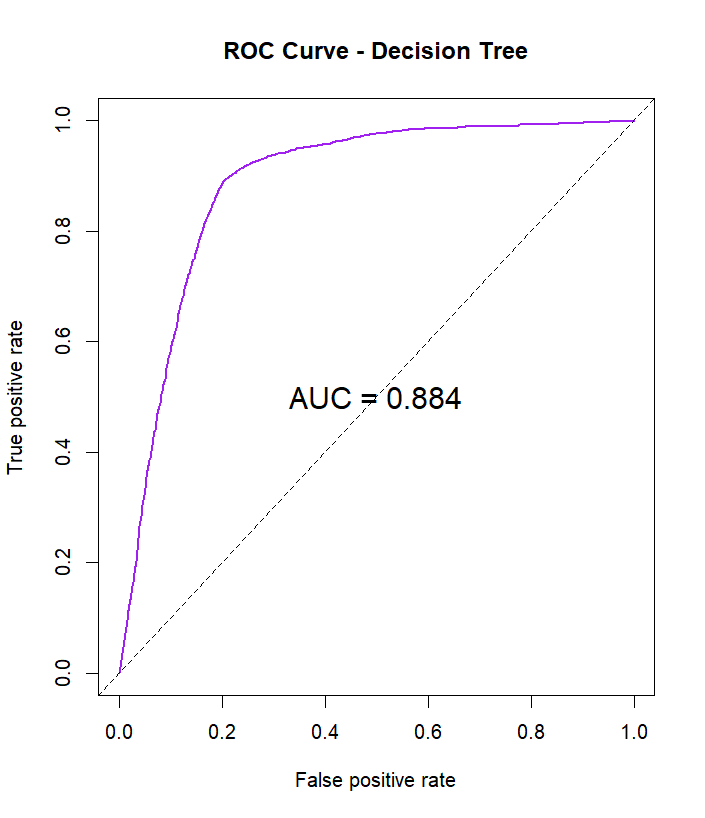 ROC Curve - Decision Tree
1.0
0.8
0.6
0.4
0.2
0.0
True positive rate
AUC = 0.884
0.0 0.2 0.4 0.6 0.8 1.0
False positive rate